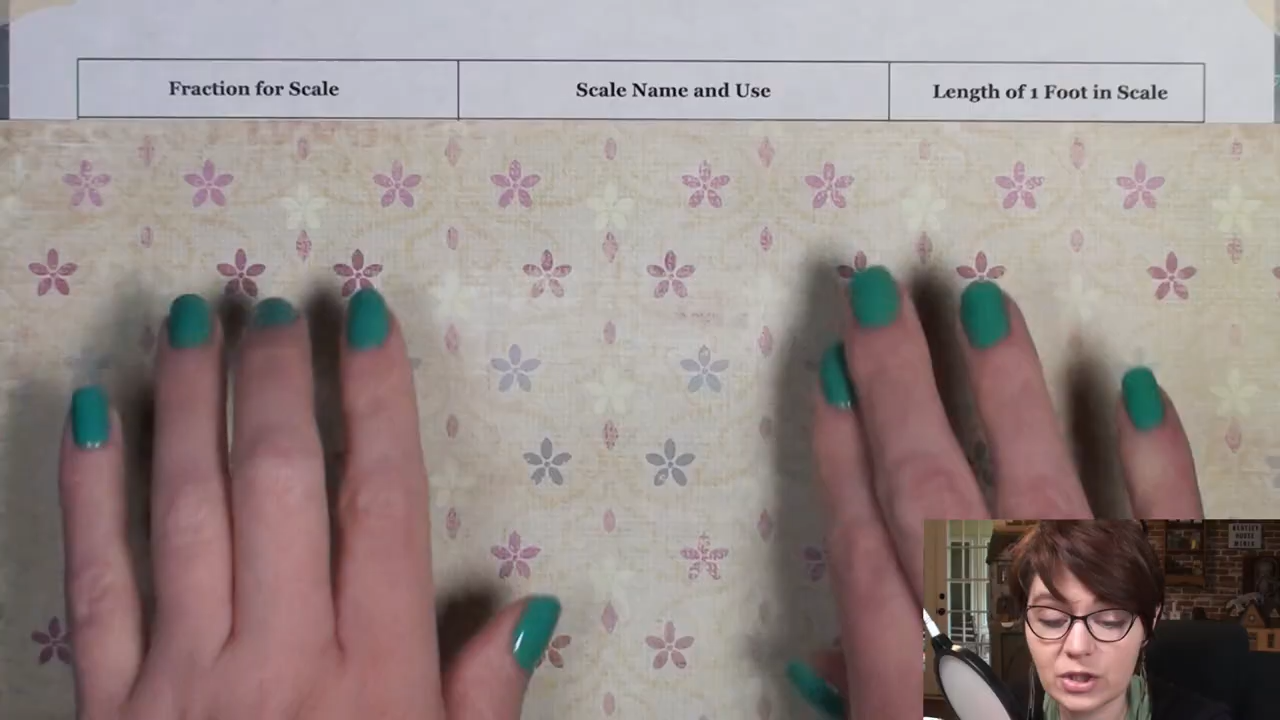 Fraction for Scale
Scale Name and Use
Length of 1 Foot in Scale